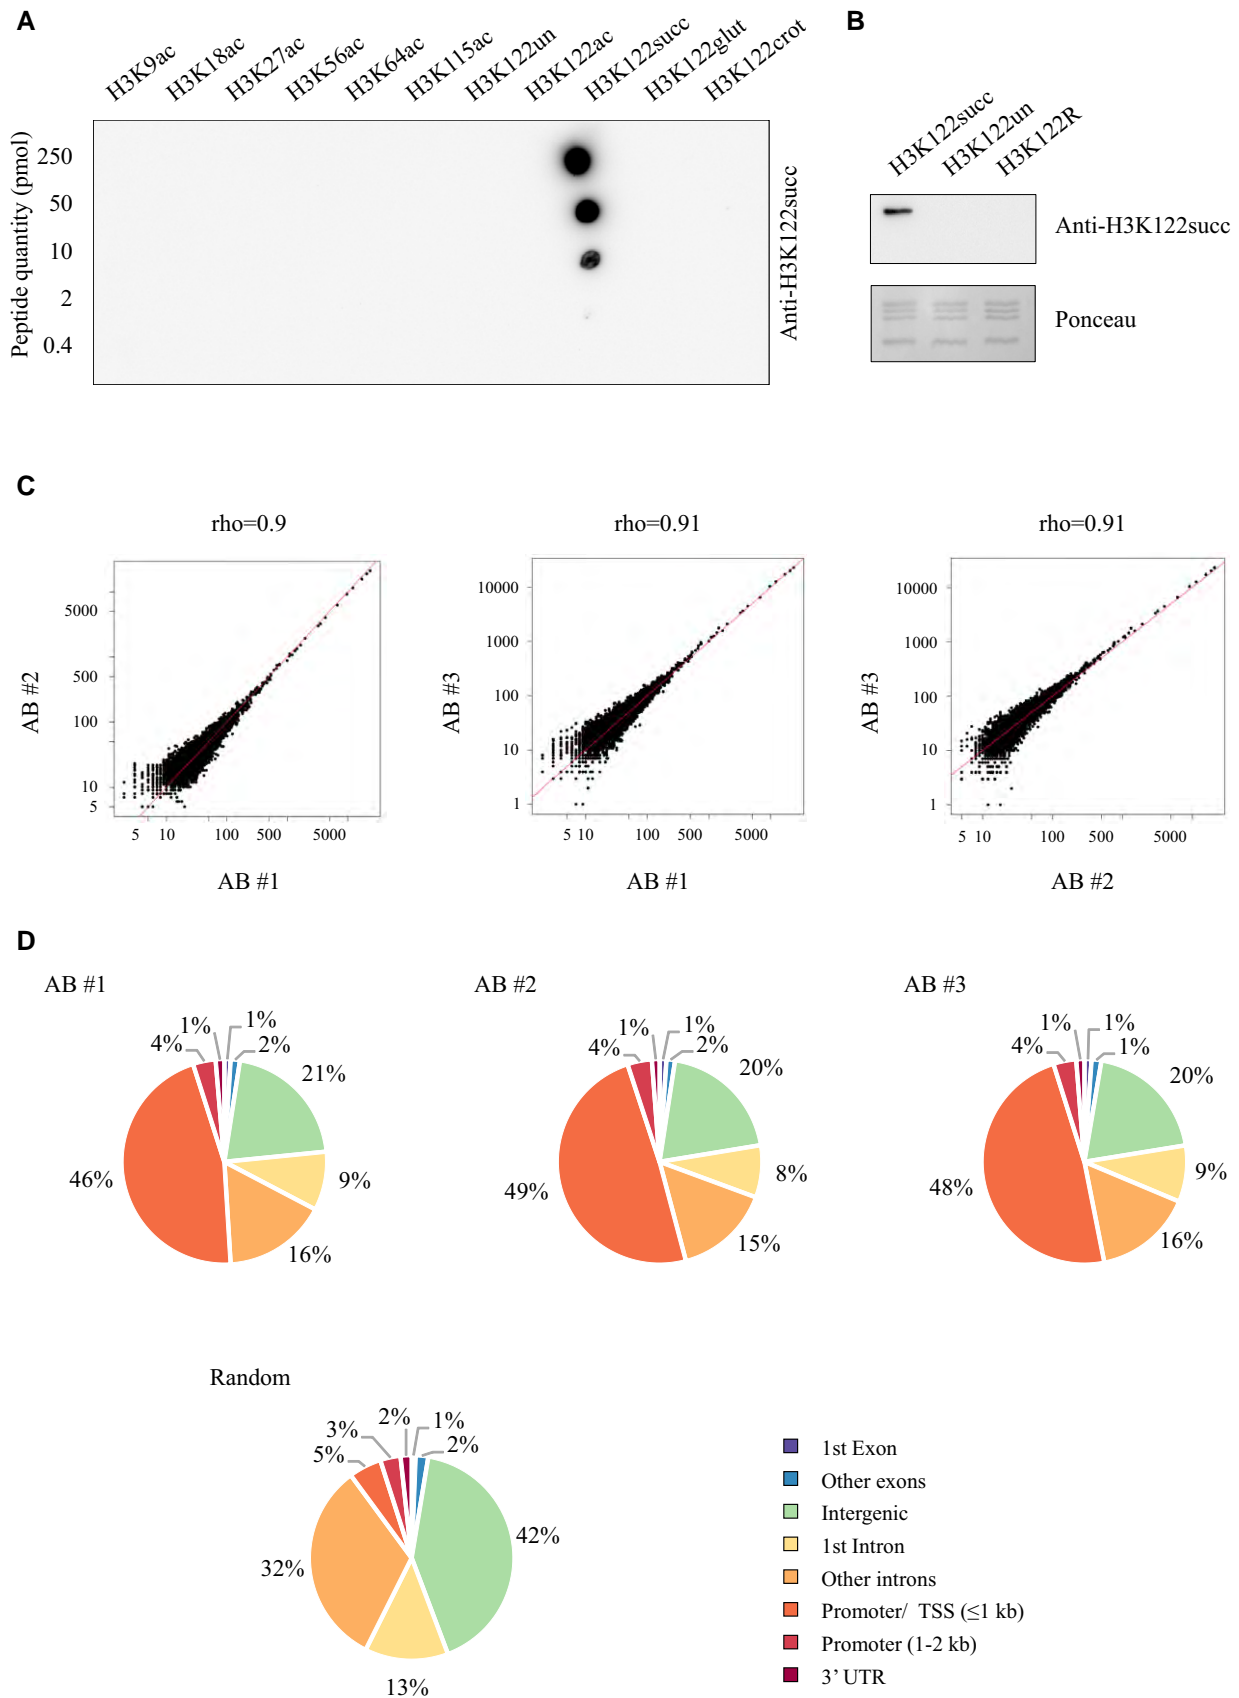 A
H3K9ac
H3K18ac
H3K27ac
H3K56ac
H3K64ac
H3K115ac
H3K122un
H3K122ac
H3K122succ
H3K122glut
H3K122crot
Peptide quantity (pmol)
250
50
10
2
0.4
Anti-H3K122succ
B
H3K122succ
H3K122un
H3K122R
Anti-H3K122succ
Ponceau
C
rho=0.9
AB #2
5000
500
100
10
5
5 10 100 500 5000
AB #1
rho=0.91
AB #3
10000
1000
100
10
1
5 10 100 500 5000
AB #1
rho=0.91
AB #3
10000
1000
100
10
1
5 10 100 500 5000
AB #2
D
AB #1
1%
1%
4%
2%
21%
46%
9%
16%
AB #2
1%
1%
4%
2%
20%
49%
8%
15%
AB #3
1%
1%
4%
1%
20%
48%
9%
16%
Random
2%
1%
3%
2%
5%
42%
32%
13%
1st Exon
Other exons
Intergenic
1st Intron
Other introns
Promoter/ TSS (≤1 kb)
Promoter (1-2 kb)
3’ UTR